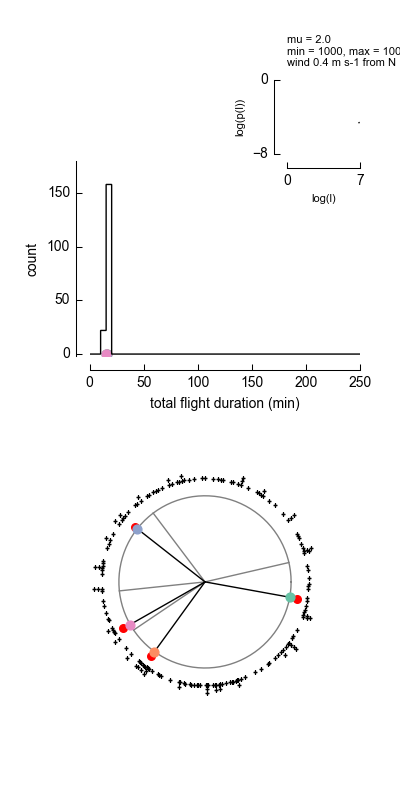 mu = 2.0
min = 1000, max = 100
wind 0.4 m s-1 from N
0
log(p(l))
−8
0 7
log(l)
150
100
count
50
0
0 50 100 150 200 250
total flight duration (min)